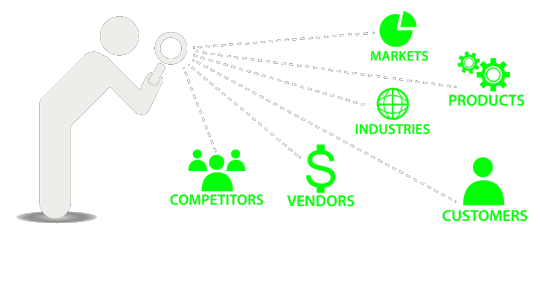 MARKETS
PRODUCTS
INDUSTRIES
COMPETITORS
VENDORS
CUSTOMERS